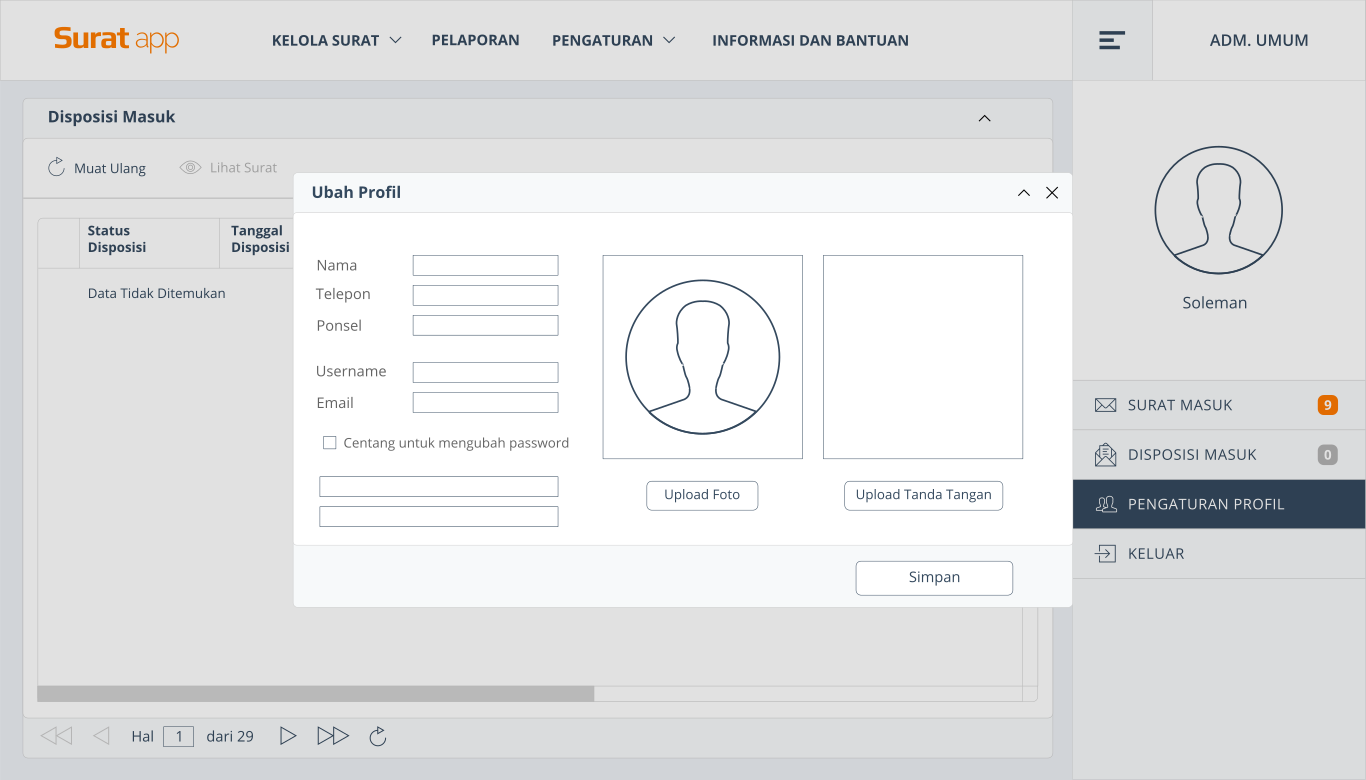 Surat app
KELOLA SURAT
PELAPORAN
PENGATURAN
INFORMASI DAN BANTUAN
ADM. UMUM
Disposisi Masuk
Muat Ulang
Lihat Surat
Status
Disposisi
Tanggal
Disposisi
Data Tidak Ditemukan
Ubah Profil
Nama
Telepon
Ponsel
Username
Email
Centang untuk mengubah password
Upload Foto
Upload Tanda Tangan
Simpan
Soleman
SURAT MASUK 9
DISPOSISI MASUK 0
PENGATURAN PROFIL
KELUAR
Hal 1 dari 29